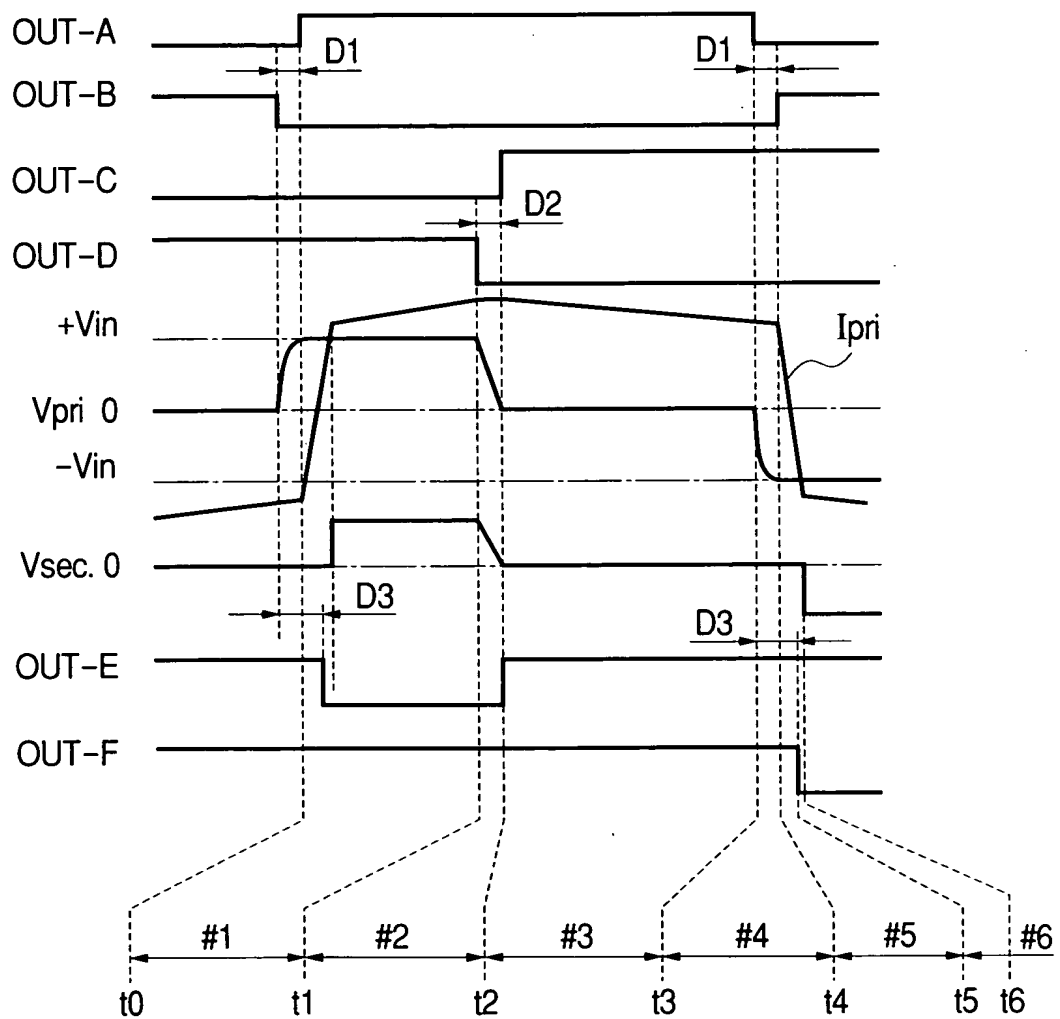 OUT-A
D1
D1
OUT-B
OUT-C
D2
OUT-D
+Vin
Ipri
Vpri 0
-Vin
Vsec. 0
D3
D3
OUT-E
OUT-F
#1 #2 #3 #4 #5 #6
t0 t1 t2 t3 t4 t5 t6